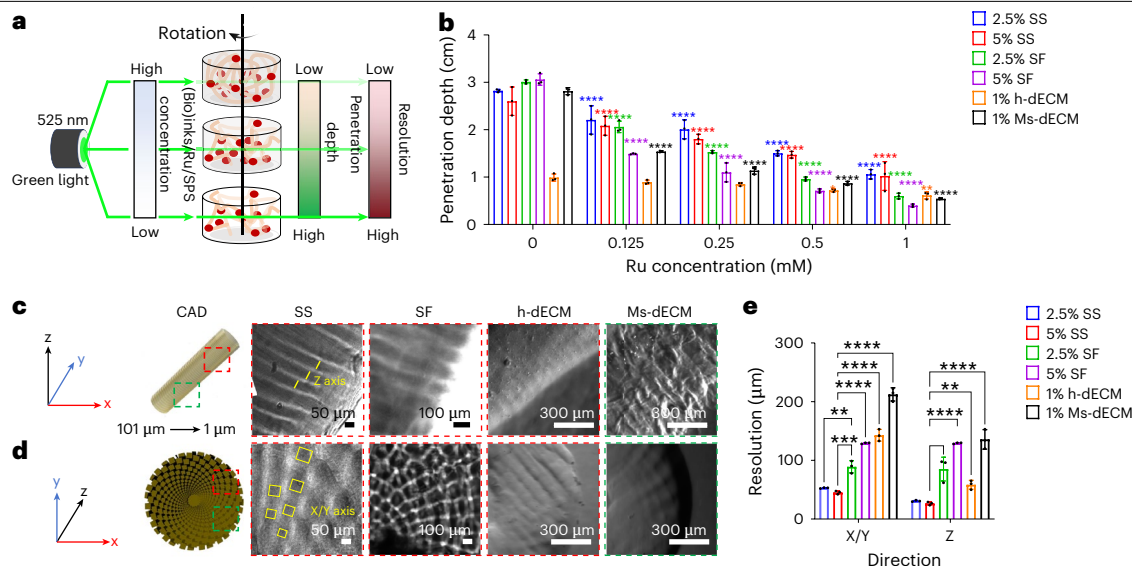 a
Rotation
High
Low
Low
525 nm
Green light
concentration
(Bio)inks/Ru/SPS
Penetration
depth
Resolution
Low
High
High
b
Penetration depth (cm)
4
3
2
1
0
**** **** **** **** ****
**** **** **** **** ****
**** **** **** **** * ****
**** **** **** **** ** ****
0 0.125 0.25 0.5 1
Ru concentration (mM)
2.5% SS
5% SS
2.5% SF
5% SF
1% h-dECM
1% Ms-dECM
c
CAD SS SF h-dECM Ms-dECM
z
y
x
101 µm → 1 µm
Z axis
50 µm
100 µm
300 µm
300 µm
d
y
z
x
X/Y axis
50 µm
100 µm
300 µm
300 µm
e
Resolution (µm)
300
200
100
0
****
****
****
**
***
****
**
****
X/Y Z
Direction
2.5% SS
5% SS
2.5% SF
5% SF
1% h-dECM
1% Ms-dECM